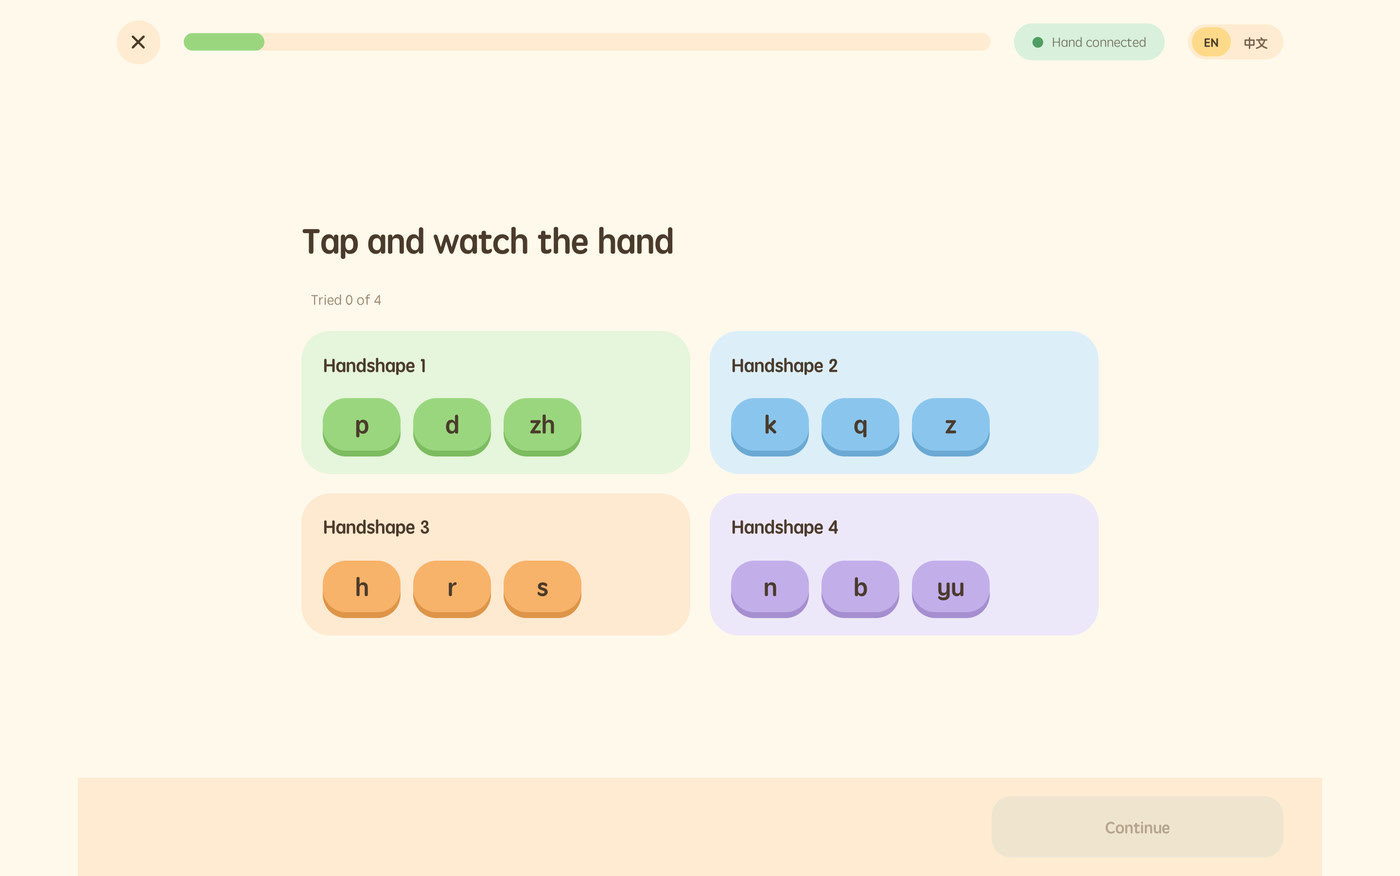 Hand connected
EN 中文
Tap and watch the hand
Tried 0 of 4
Handshape 1
p d zh
Handshape 2
k q z
Handshape 3
h r s
Handshape 4
n b yu
Continue